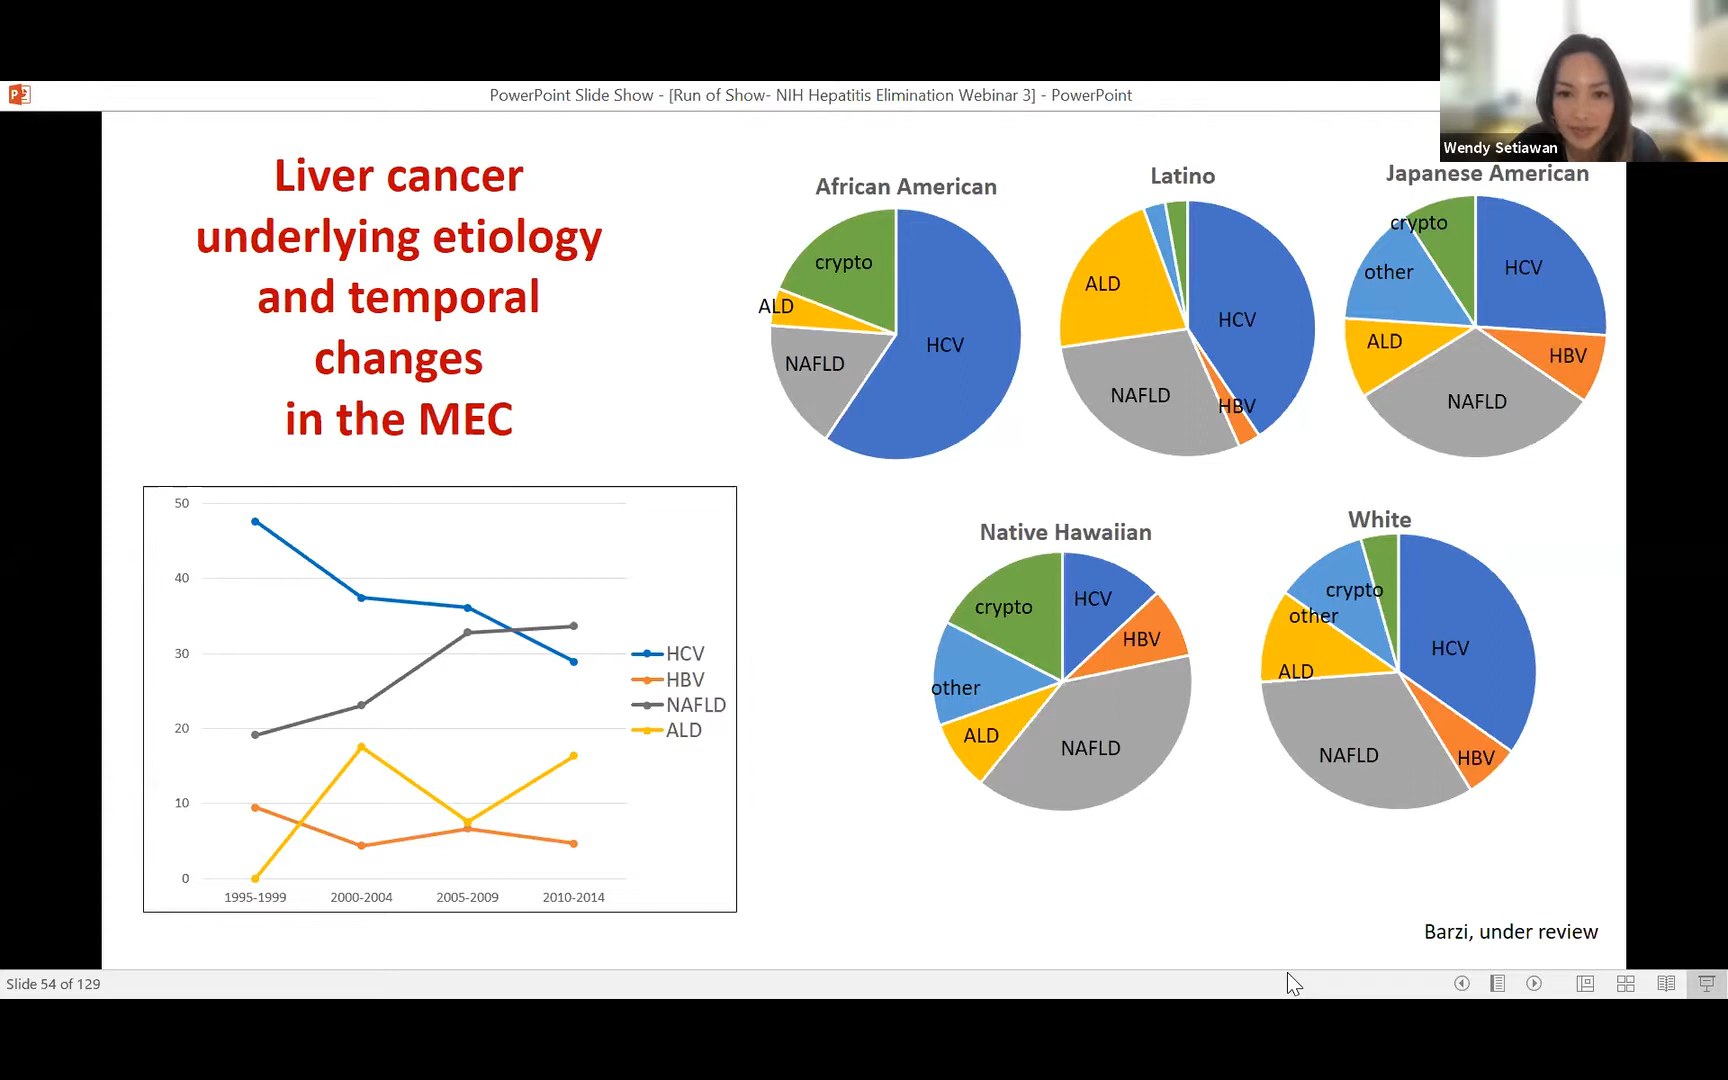 PowerPoint Slide Show - [Run of Show- NIH Hepatitis Elimination Webinar 3] - PowerPoint
Wendy Setiawan
Liver cancer
underlying etiology
and temporal
changes
in the MEC
African American
crypto
ALD
NAFLD
HCV
Latino
ALD
HCV
NAFLD
HBV
Japanese American
crypto
other
HCV
ALD
HBV
NAFLD
Native Hawaiian
crypto
HCV
HBV
other
ALD
NAFLD
White
crypto
other
HCV
ALD
NAFLD
HBV
50
40
30
20
10
0
1995-1999 2000-2004 2005-2009 2010-2014
HCV
HBV
NAFLD
ALD
Barzi, under review
Slide 54 of 129